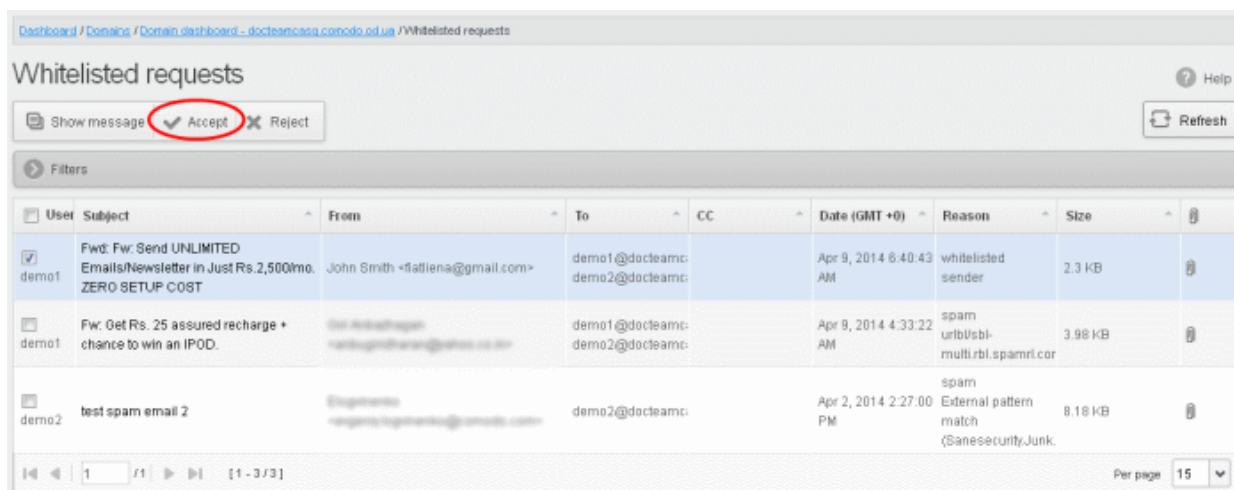 Dashboard / Domains / Domain dashboard - docteamcasg.comodo.od.ua / Whitelisted requests
Whitelisted requests
Help
Show message Accept Reject
Refresh
Filters
User Subject From To CC Date (GMT +0) Reason Size
demo1
Fwd: Fw: Send UNLIMITED
Emails/Newsletter in Just Rs.2,500/mo.
ZERO SETUP COST
John Smith <flatliena@gmail.com>
demo1@docteamc
demo2@docteamc
Apr 9, 2014 6:40:43
AM
whitelisted
sender
2.3 KB
demo1
Fw: Get Rs. 25 assured recharge +
chance to win an IPOD.
demo1@docteamc
demo2@docteamc
Apr 9, 2014 4:33:22
AM
spam
urlbl/sbl-
multi.rbl.spamrl.cor
3.98 KB
demo2
test spam email 2
demo2@docteamc
Apr 2, 2014 2:27:00
PM
spam
External pattern
match
(Sanesecurity.Junk.
8.18 KB
1 /1 [1 - 3 / 3]
Per page 15